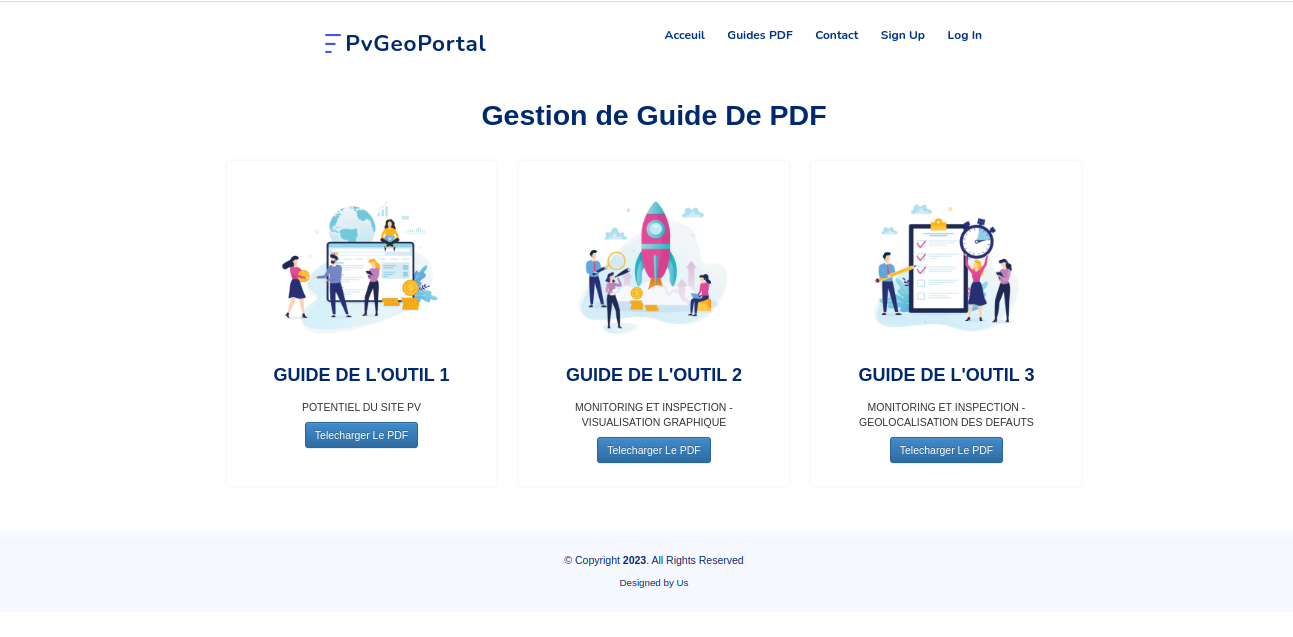 PvGeoPortal
Acceuil Guides PDF Contact Sign Up Log In
Gestion de Guide De PDF
GUIDE DE L'OUTIL 1
POTENTIEL DU SITE PV
Telecharger Le PDF
GUIDE DE L'OUTIL 2
MONITORING ET INSPECTION -
VISUALISATION GRAPHIQUE
Telecharger Le PDF
GUIDE DE L'OUTIL 3
MONITORING ET INSPECTION -
GEOLOCALISATION DES DEFAUTS
Telecharger Le PDF
© Copyright 2023. All Rights Reserved
Designed by Us